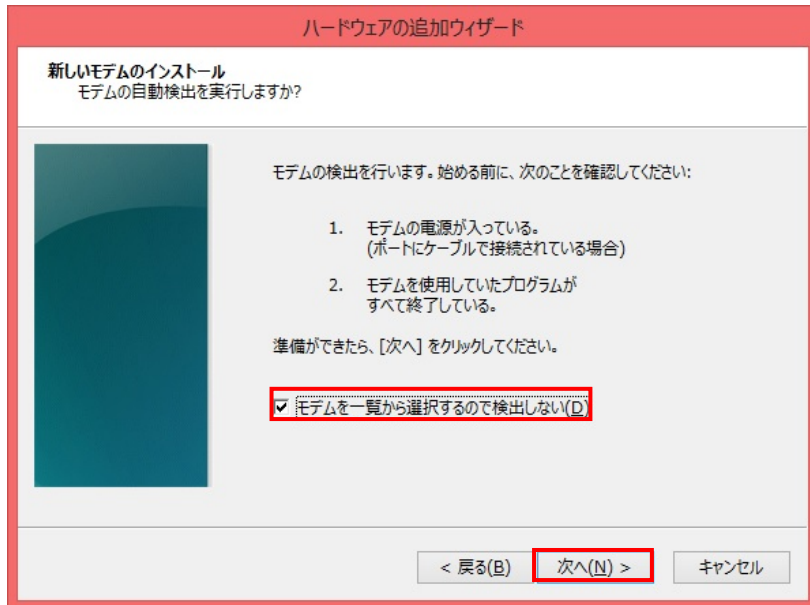 ハードウェアの追加ウィザード
新しいモデムのインストール
モデムの自動検出を実行しますか?
モデムの検出を行います。始める前に、次のことを確認してください:
1. モデムの電源が入っている。
(ポートにケーブルで接続されている場合)
2. モデムを使用していたプログラムが
すべて終了している。
準備ができたら、[次へ] をクリックしてください。
モデムを一覧から選択するので検出しない(D)
< 戻る(B) 次へ(N) > キャンセル